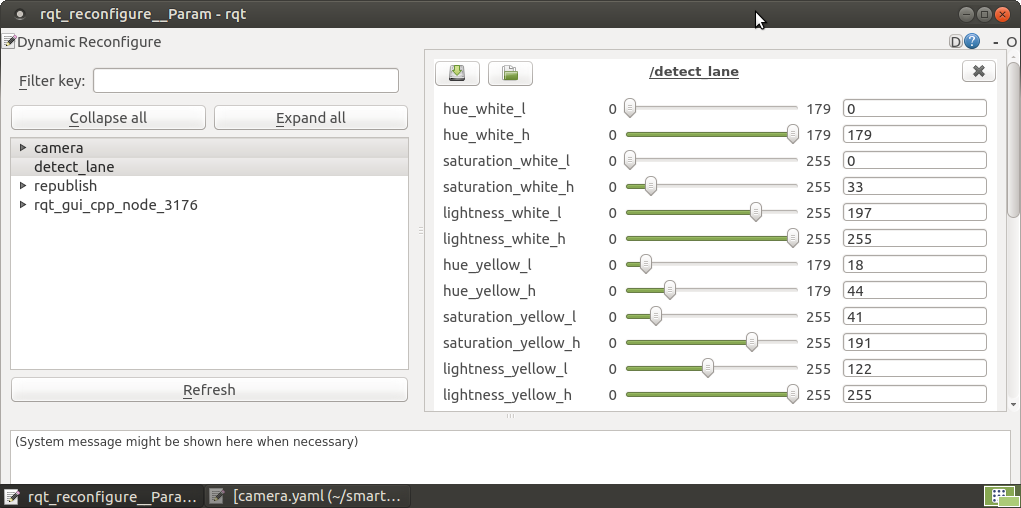 rqt_reconfigure__Param - rqt
Dynamic Reconfigure
D ? - O
Filter key:
Collapse all Expand all
camera
detect_lane
republish
rqt_gui_cpp_node_3176
Refresh
/detect_lane
hue_white_l 0 179 0
hue_white_h 0 179 179
saturation_white_l 0 255 0
saturation_white_h 0 255 33
lightness_white_l 0 255 197
lightness_white_h 0 255 255
hue_yellow_l 0 179 18
hue_yellow_h 0 179 44
saturation_yellow_l 0 255 41
saturation_yellow_h 0 255 191
lightness_yellow_l 0 255 122
lightness_yellow_h 0 255 255
(System message might be shown here when necessary)
rqt_reconfigure__Para... [camera.yaml (~/smart...